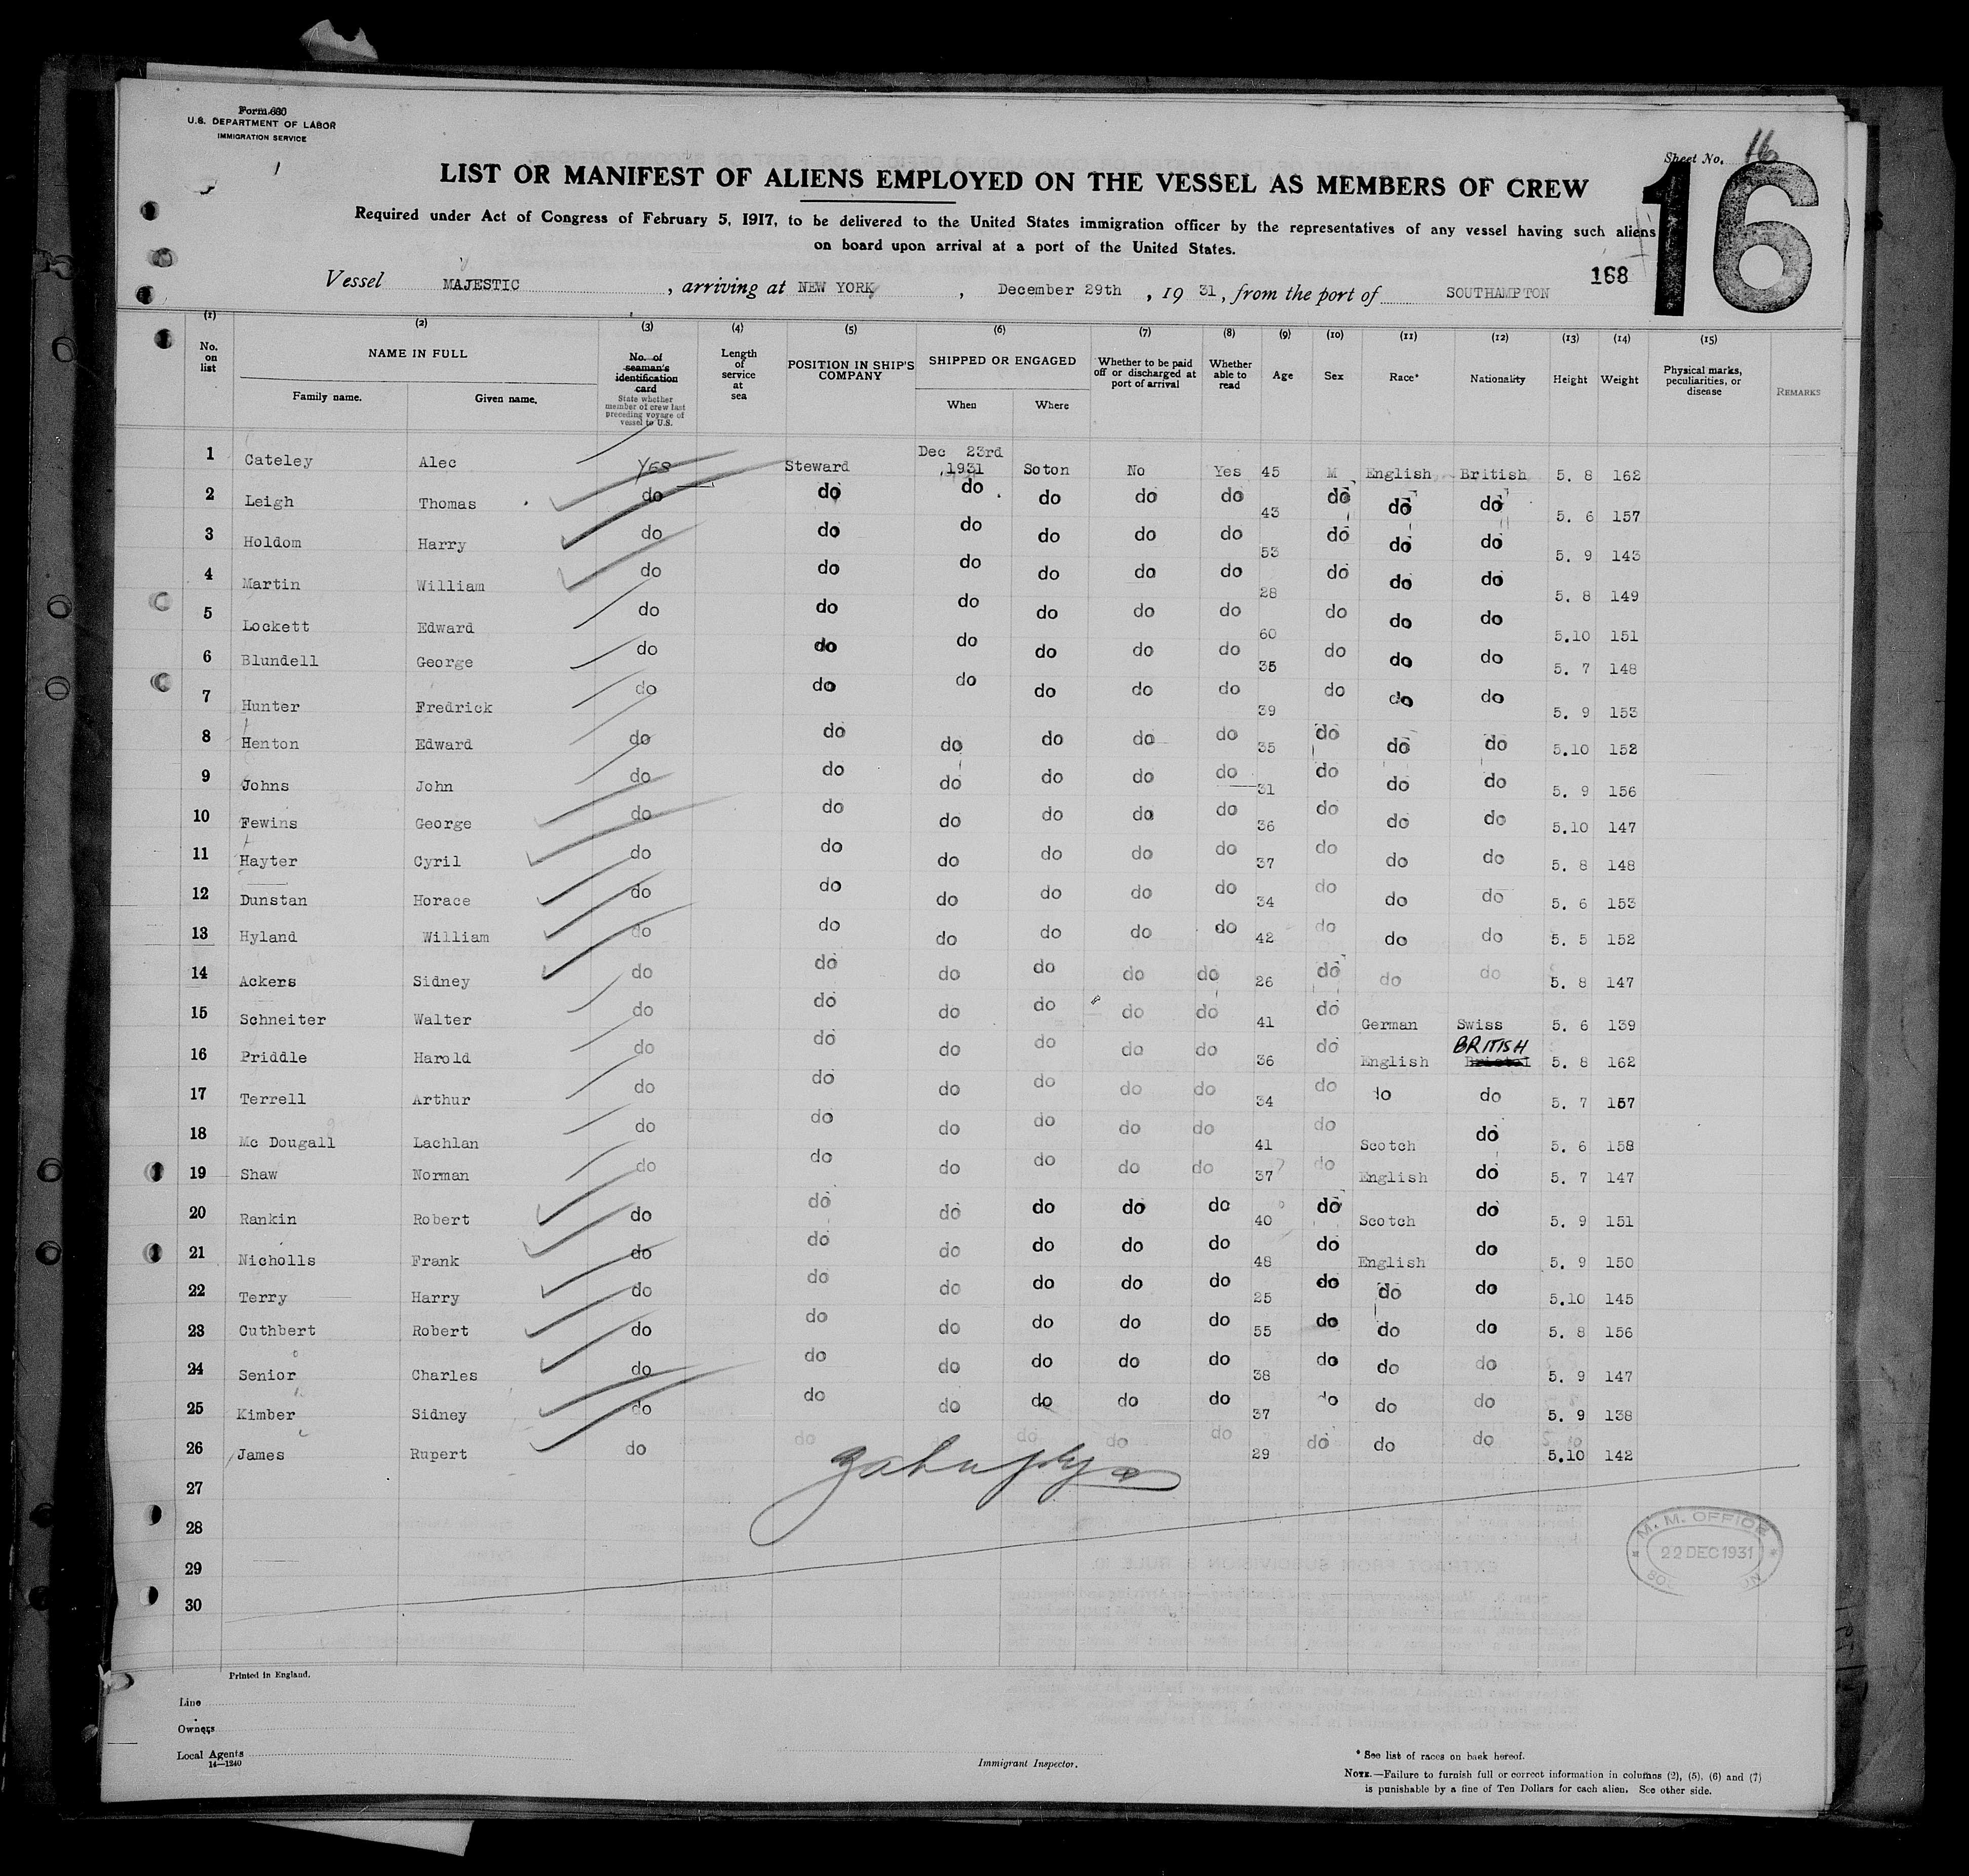 Form 680
U.S. DEPARTMENT OF LABOR
IMMIGRATION SERVICE
Sheet No. 16
16
LIST OR MANIFEST OF ALIENS EMPLOYED ON THE VESSEL AS MEMBERS OF CREW
Required under Act of Congress of February 5, 1917, to be delivered to the United States immigration officer by the representatives of any vessel having such aliens
on board upon arrival at a port of the United States.
168
Vessel MAJESTIC, arriving at NEW YORK, December 29th, 19 31, from the port of SOUTHAMPTON
(1) (2) (3) (4) (5) (6) (7) (8) (9) (10) (11) (12) (13) (14) (15)
No. on list NAME IN FULL Family name. Given name. No. of seaman's identification card State whether member of crew last preceding voyage of vessel to U.S. Length of service at sea POSITION IN SHIP'S COMPANY SHIPPED OR ENGAGED When Where Whether to be paid off or discharged at port of arrival Whether able to read Age Sex Race* Nationality Height Weight Physical marks, peculiarities, or disease REMARKS
1 Cateley Alec Yes Steward Dec 23rd 1931 Soton No Yes 45 M English British 5. 8 162
2 Leigh Thomas do do do do do do 43 do do do 5. 6 157
3 Holdom Harry do do do do do do 53 do do do 5. 9 143
4 Martin William do do do do do do 28 do do do 5. 8 149
5 Lockett Edward do do do do do do 60 do do do 5.10 151
6 Blundell George do do do do do do 35 do do do 5. 7 148
7 Hunter Fredrick do do do do do do 39 do do do 5. 9 153
8 Henton Edward do do do do do do 35 do do do 5.10 152
9 Johns John do do do do do do 31 do do do 5. 9 156
10 Fewins George do do do do do do 36 do do do 5.10 147
11 Hayter Cyril do do do do do do 37 do do do 5. 8 148
12 Dunstan Horace do do do do do do 34 do do do 5. 6 153
13 Hyland William do do do do do do 42 do do do 5. 5 152
14 Ackers Sidney do do do do do do 26 do do do 5. 8 147
15 Schneiter Walter do do do do do do 41 do German Swiss 5. 6 139
16 Priddle Harold do do do do do do 36 do English BRITISH Bristol 5. 8 162
17 Terrell Arthur do do do do do do 34 do do do 5. 7 157
18 Mc Dougall Lachlan do do do do do do 41 do Scotch do 5. 6 158
19 Shaw Norman do do do do do do 37 do English do 5. 7 147
20 Rankin Robert do do do do do do 40 do Scotch do 5. 9 151
21 Nicholls Frank do do do do do do 48 do English do 5. 9 150
22 Terry Harry do do do do do do 25 do do do 5.10 145
23 Cuthbert Robert do do do do do do 55 do do do 5. 8 156
24 Senior Charles do do do do do do 38 do do do 5. 9 147
25 Kimber Sidney do do do do do do 37 do do do 5. 9 138
26 James Rupert do do do do do do 29 do do do 5.10 142
27
28
29
30
M. M. OFFICE
22 DEC 1931
Printed in England.
Line
Owners
Local Agents
14—1240
Immigrant Inspector.
* See list of races on back hereof.
NOTE.—Failure to furnish full or correct information in columns (2), (5), (6) and (7)
is punishable by a fine of Ten Dollars for each alien. See other side.